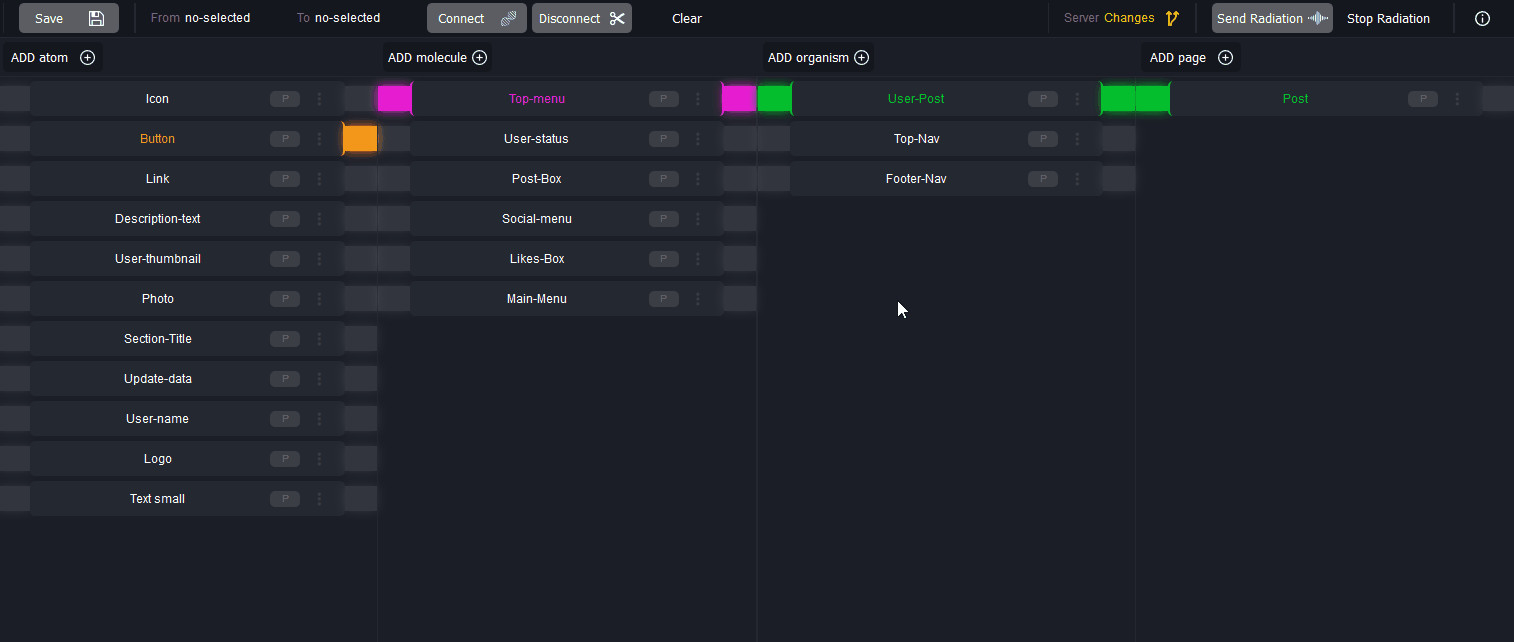 Save From no-selected To no-selected Connect Disconnect Clear Server Changes Send Radiation Stop Radiation
ADD atom ADD molecule ADD organism ADD page
Icon P Top-menu P User-Post P Post P
Button P User-status P Top-Nav P
Link P Post-Box P Footer-Nav P
Description-text P Social-menu P
User-thumbnail P Likes-Box P
Photo P Main-Menu P
Section-Title P
Update-data P
User-name P
Logo P
Text small P